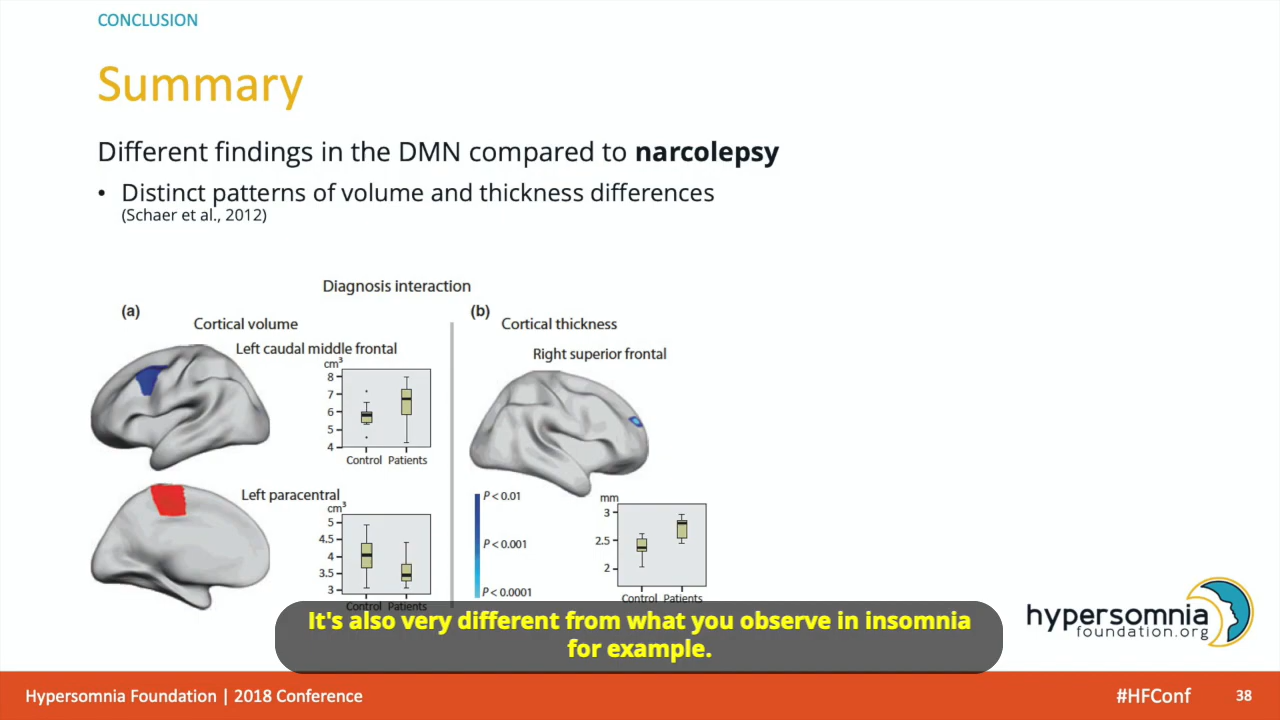 CONCLUSION
Summary
Different findings in the DMN compared to narcolepsy
• Distinct patterns of volume and thickness differences
(Schaer et al., 2012)
Diagnosis interaction
(a)
Cortical volume
Left caudal middle frontal
cm³
8
7
6
5
4
Control Patients
Left paracentral
cm³
5
4.5
4
3.5
3
Control Patients
(b)
Cortical thickness
Right superior frontal
P < 0.01
P < 0.001
P < 0.0001
mm
3
2.5
2
Control Patients
It's also very different from what you observe in insomnia
for example.
hypersomnia
foundation.org
Hypersomnia Foundation | 2018 Conference
#HFConf
38